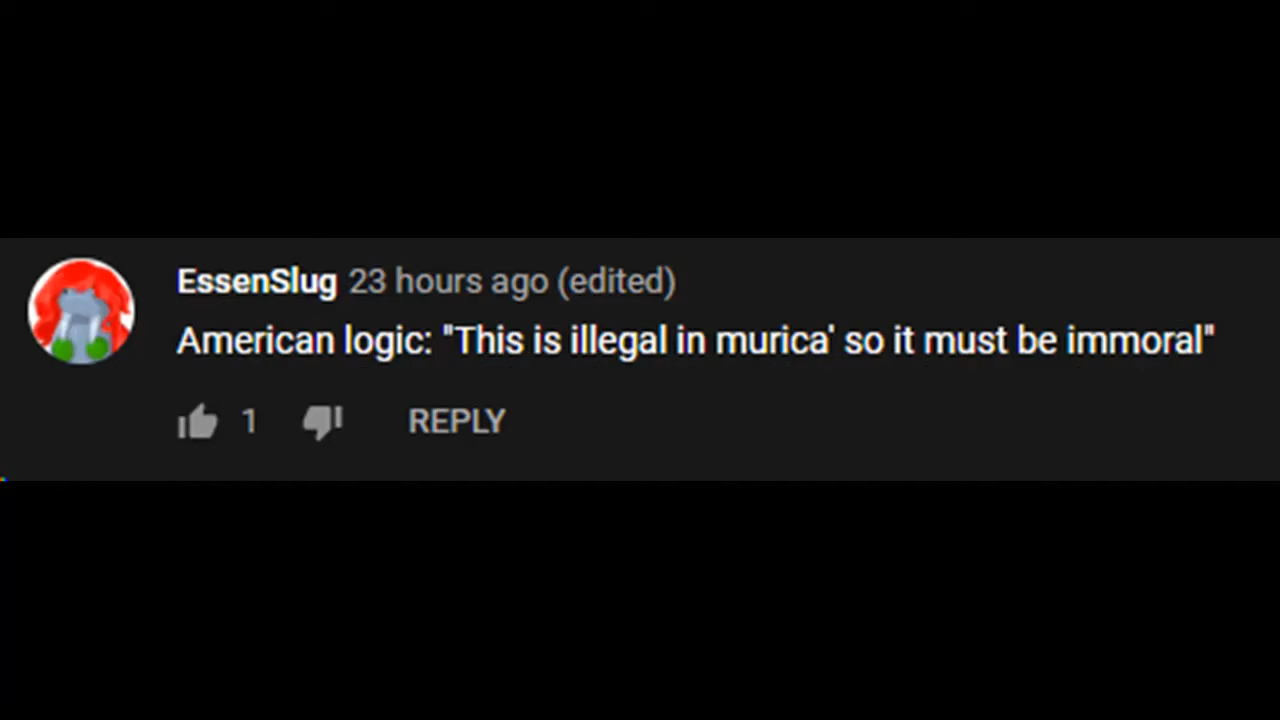 EssenSlug 23 hours ago (edited)
American logic: "This is illegal in murica' so it must be immoral"
1 REPLY